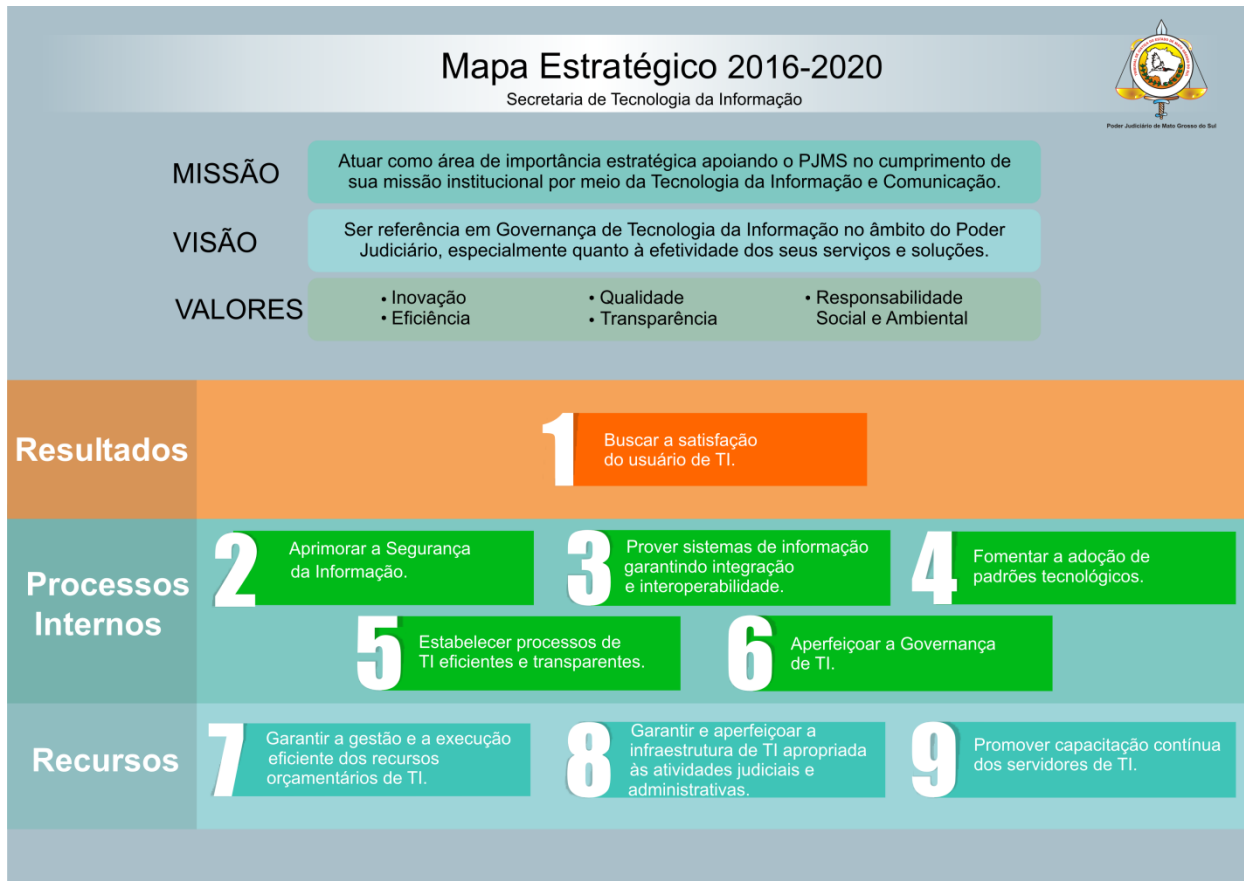 Mapa Estratégico 2016-2020
Secretaria de Tecnologia da Informação
Poder Judiciário de Mato Grosso do Sul
MISSÃO
Atuar como área de importância estratégica apoiando o PJMS no cumprimento de
sua missão institucional por meio da Tecnologia da Informação e Comunicação.
VISÃO
Ser referência em Governança de Tecnologia da Informação no âmbito do Poder
Judiciário, especialmente quanto à efetividade dos seus serviços e soluções.
VALORES
• Inovação
• Eficiência
• Qualidade
• Transparência
• Responsabilidade
Social e Ambiental
Resultados
1
Buscar a satisfação
do usuário de TI.
Processos
Internos
2
Aprimorar a Segurança
da Informação.
3
Prover sistemas de informação
garantindo integração
e interoperabilidade.
4
Fomentar a adoção de
padrões tecnológicos.
5
Estabelecer processos de
TI eficientes e transparentes.
6
Aperfeiçoar a Governança
de TI.
Recursos
7
Garantir a gestão e a execução
eficiente dos recursos
orçamentários de TI.
8
Garantir e aperfeiçoar a
infraestrutura de TI apropriada
às atividades judiciais e
administrativas.
9
Promover capacitação contínua
dos servidores de TI.